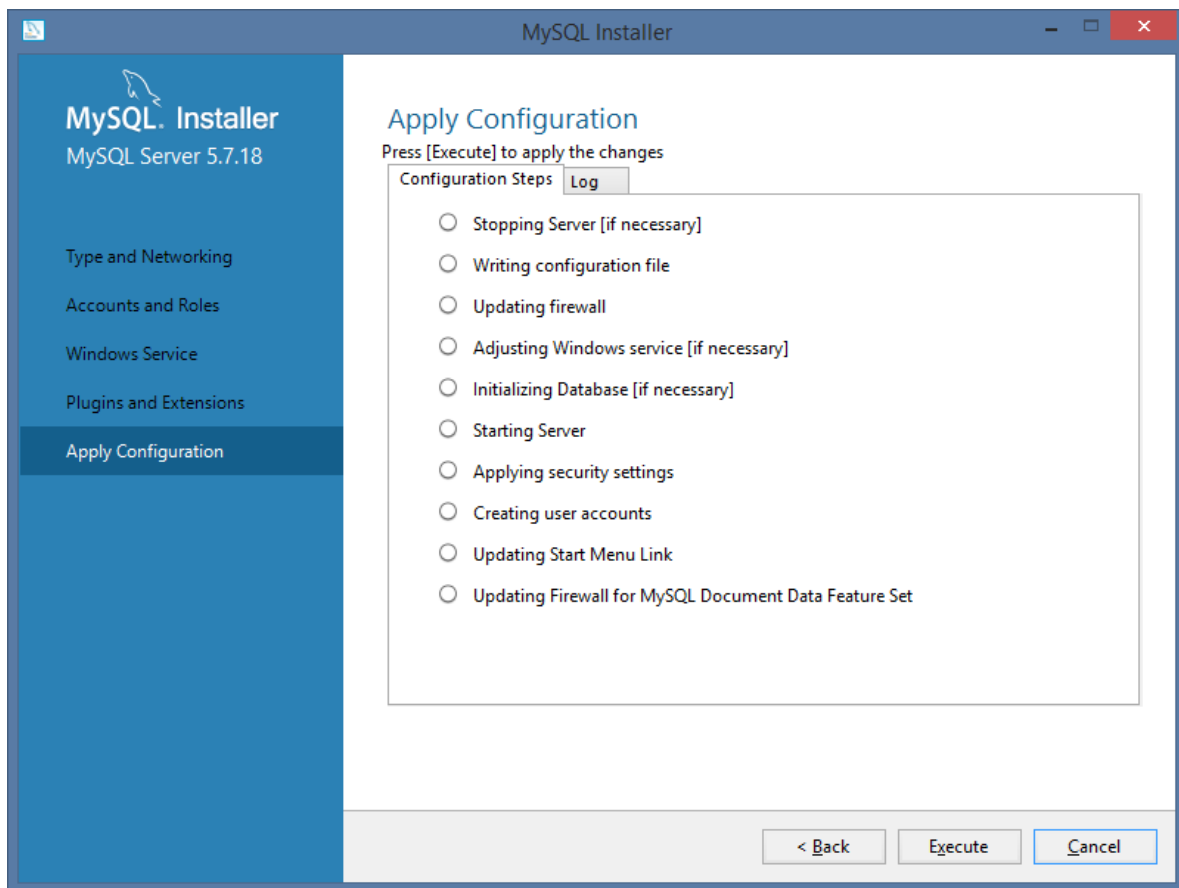 MySQL Installer
MySQL. Installer
MySQL Server 5.7.18
Type and Networking
Accounts and Roles
Windows Service
Plugins and Extensions
Apply Configuration
Apply Configuration
Press [Execute] to apply the changes
Configuration Steps Log
Stopping Server [if necessary]
Writing configuration file
Updating firewall
Adjusting Windows service [if necessary]
Initializing Database [if necessary]
Starting Server
Applying security settings
Creating user accounts
Updating Start Menu Link
Updating Firewall for MySQL Document Data Feature Set
< Back Execute Cancel